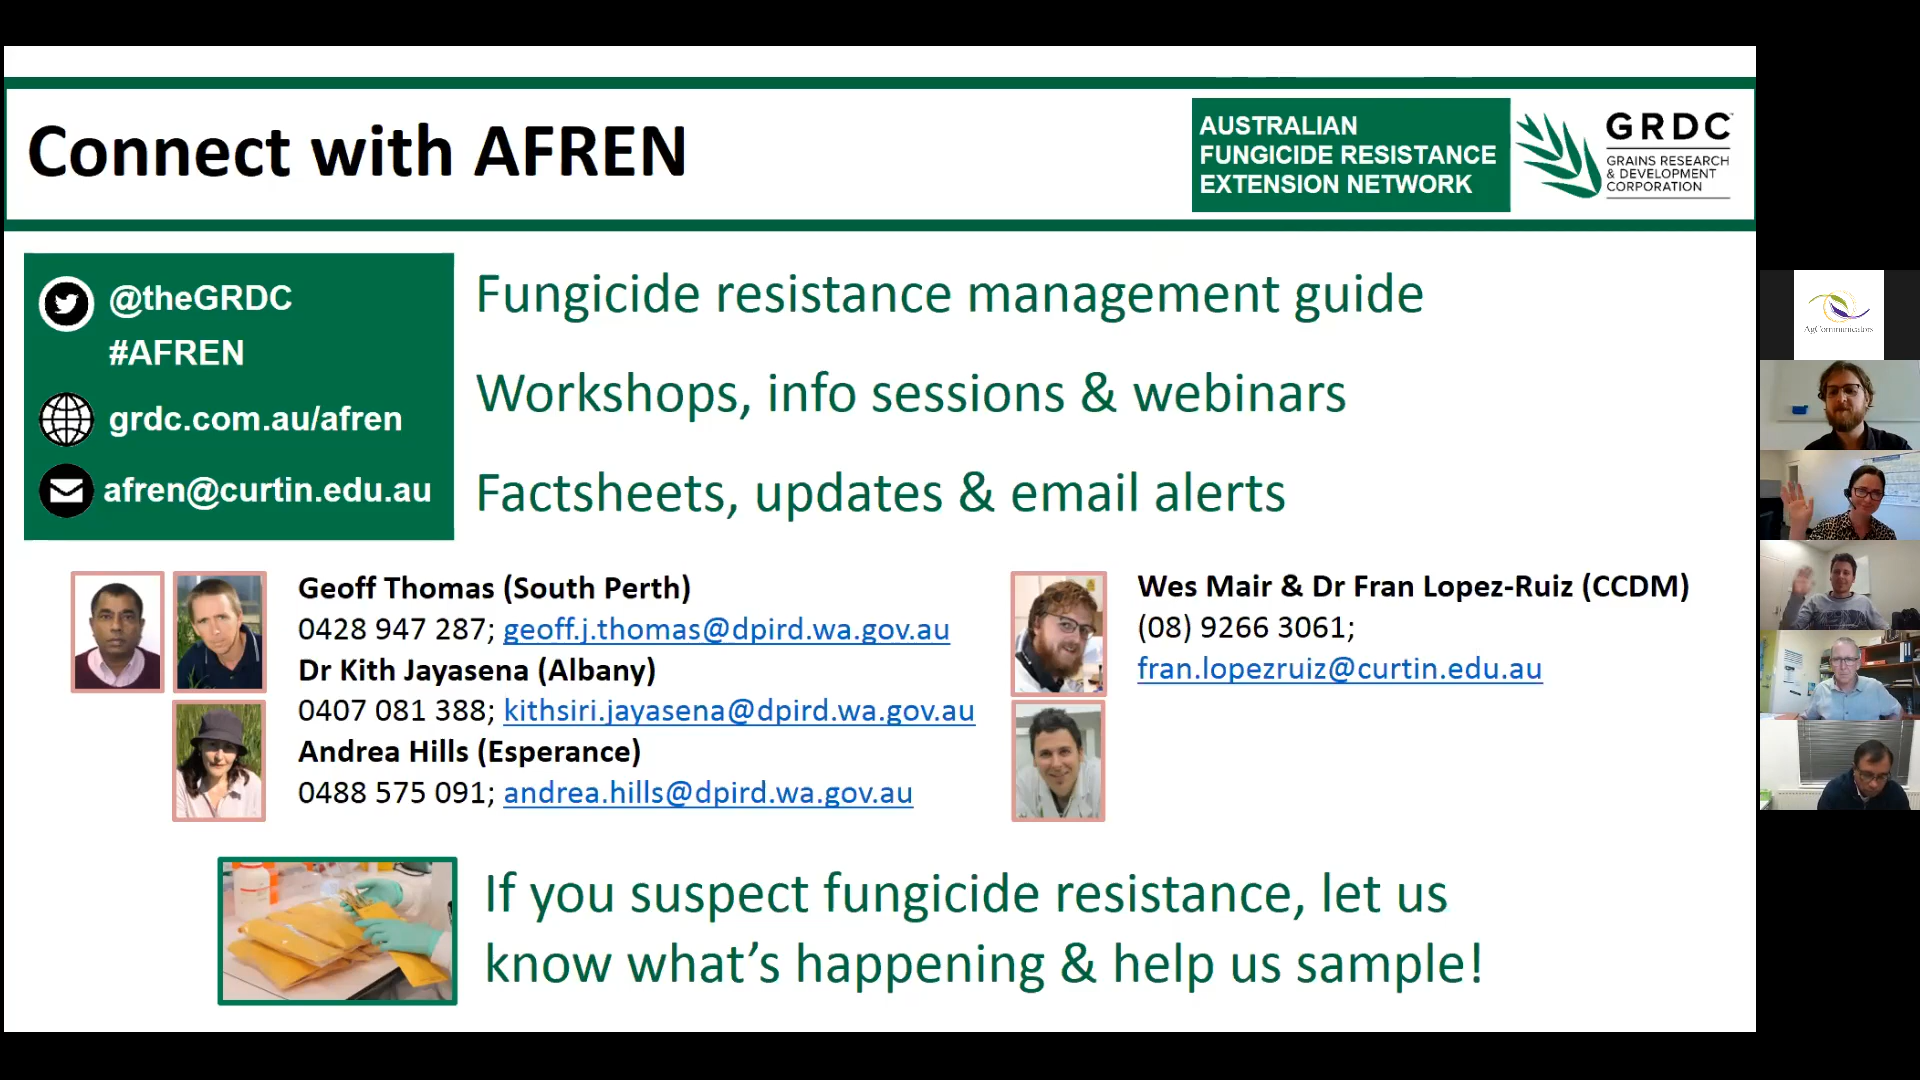 Connect with AFREN
AUSTRALIAN
FUNGICIDE RESISTANCE
EXTENSION NETWORK
GRDC
GRAINS RESEARCH
& DEVELOPMENT
CORPORATION
@theGRDC
#AFREN
grdc.com.au/afren
afren@curtin.edu.au
Fungicide resistance management guide
Workshops, info sessions & webinars
Factsheets, updates & email alerts
Geoff Thomas (South Perth)
0428 947 287; geoff.j.thomas@dpird.wa.gov.au
Dr Kith Jayasena (Albany)
0407 081 388; kithsiri.jayasena@dpird.wa.gov.au
Andrea Hills (Esperance)
0488 575 091; andrea.hills@dpird.wa.gov.au
Wes Mair & Dr Fran Lopez-Ruiz (CCDM)
(08) 9266 3061;
fran.lopezruiz@curtin.edu.au
If you suspect fungicide resistance, let us
know what’s happening & help us sample!
AgCommunicators